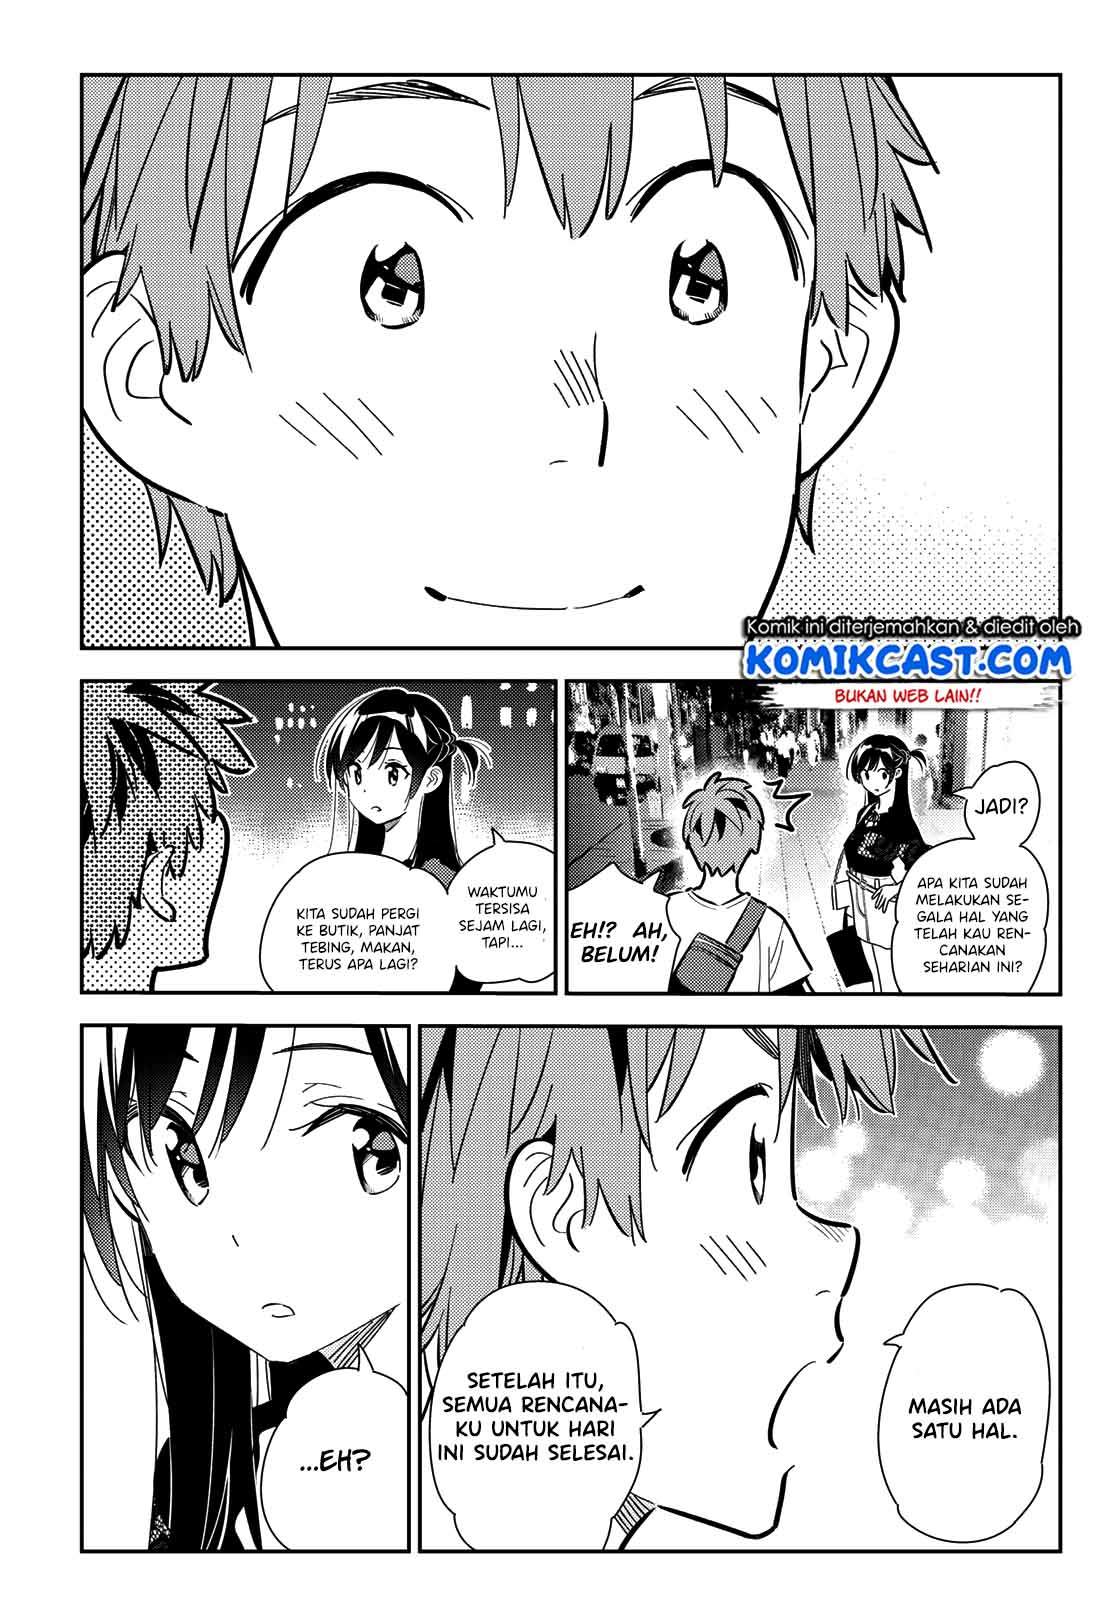 Komik ini diterjemahkan & diedit oleh
KOMIKCAST.COM
BUKAN WEB LAIN!!
JADI?
APA KITA SUDAH
MELAKUKAN SE-
GALA HAL YANG
TELAH KAU REN-
CANAKAN
SEHARIAN INI?
EH!? AH,
BELUM!
WAKTUMU
TERSISA
SEJAM LAGI,
TAPI...
KITA SUDAH PERGI
KE BUTIK, PANJAT
TEBING, MAKAN,
TERUS APA LAGI?
MASIH ADA
SATU HAL.
SETELAH ITU,
SEMUA RENCANA-
KU UNTUK HARI
INI SUDAH SELESAI.
...EH?